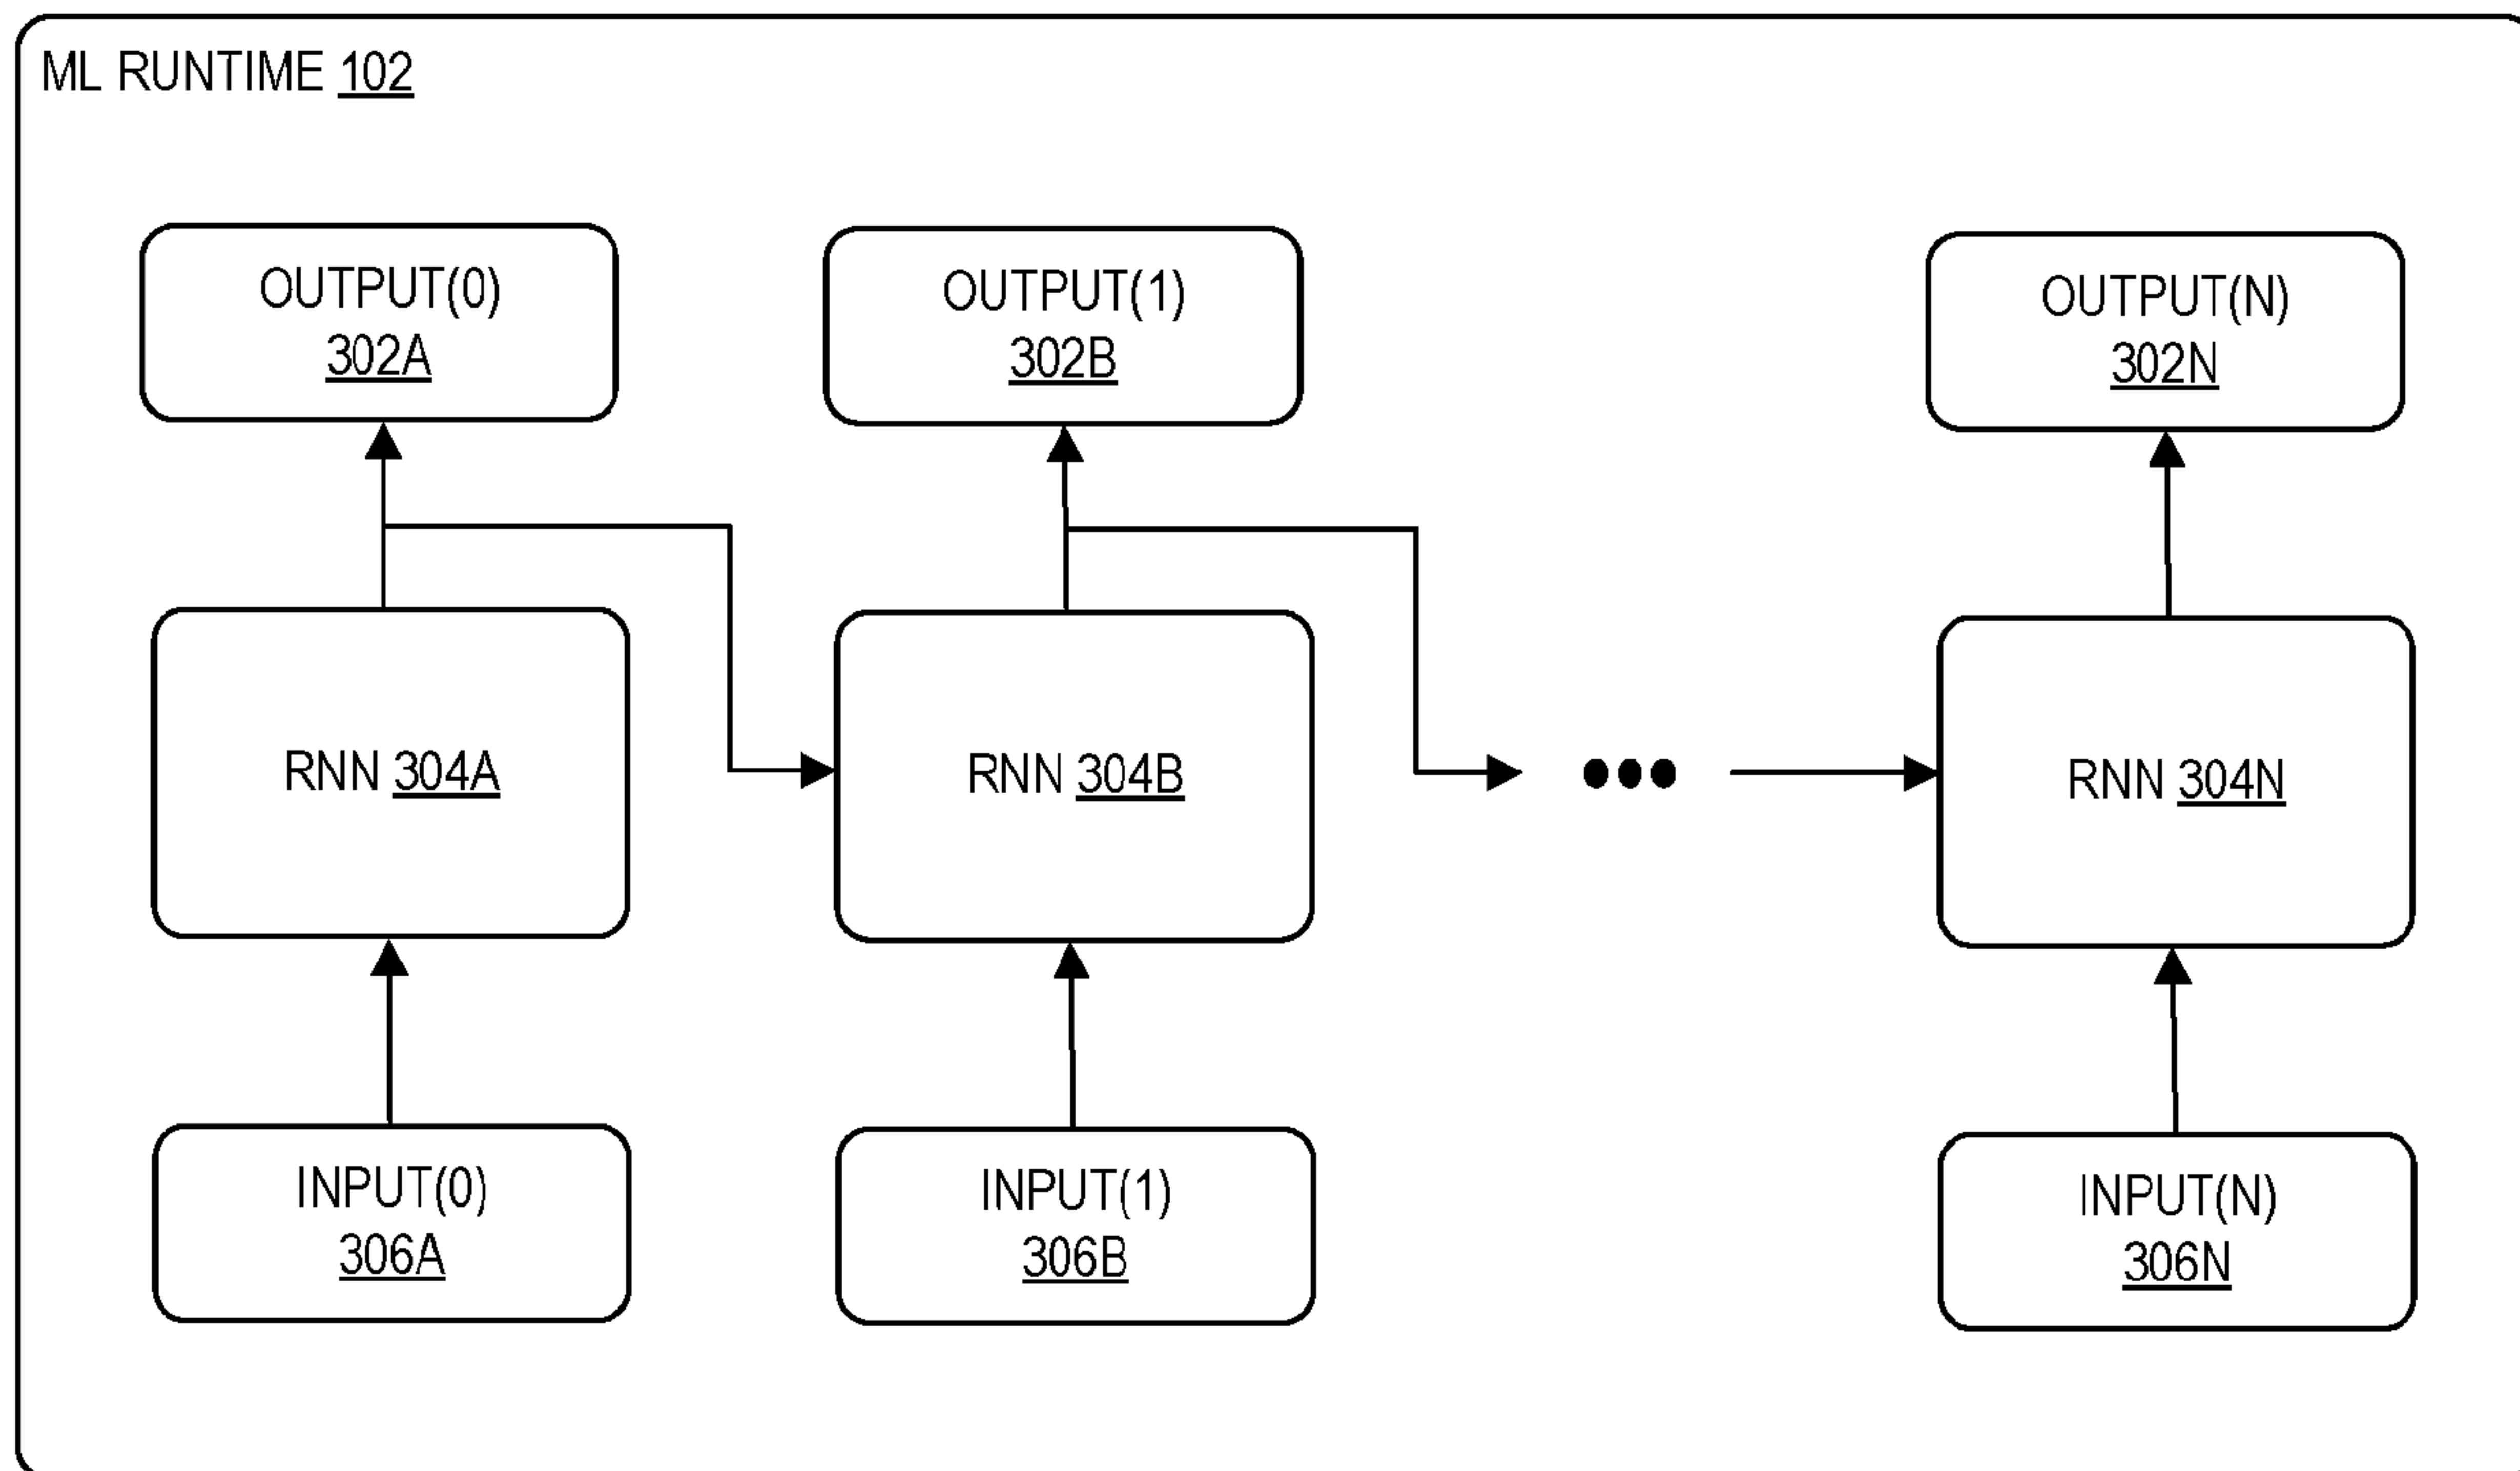 ML RUNTIME 102
OUTPUT(0)
302A
OUTPUT(1)
302B
OUTPUT(N)
302N
RNN 304A
RNN 304B
RNN 304N
INPUT(0)
306A
INPUT(1)
306B
INPUT(N)
306N